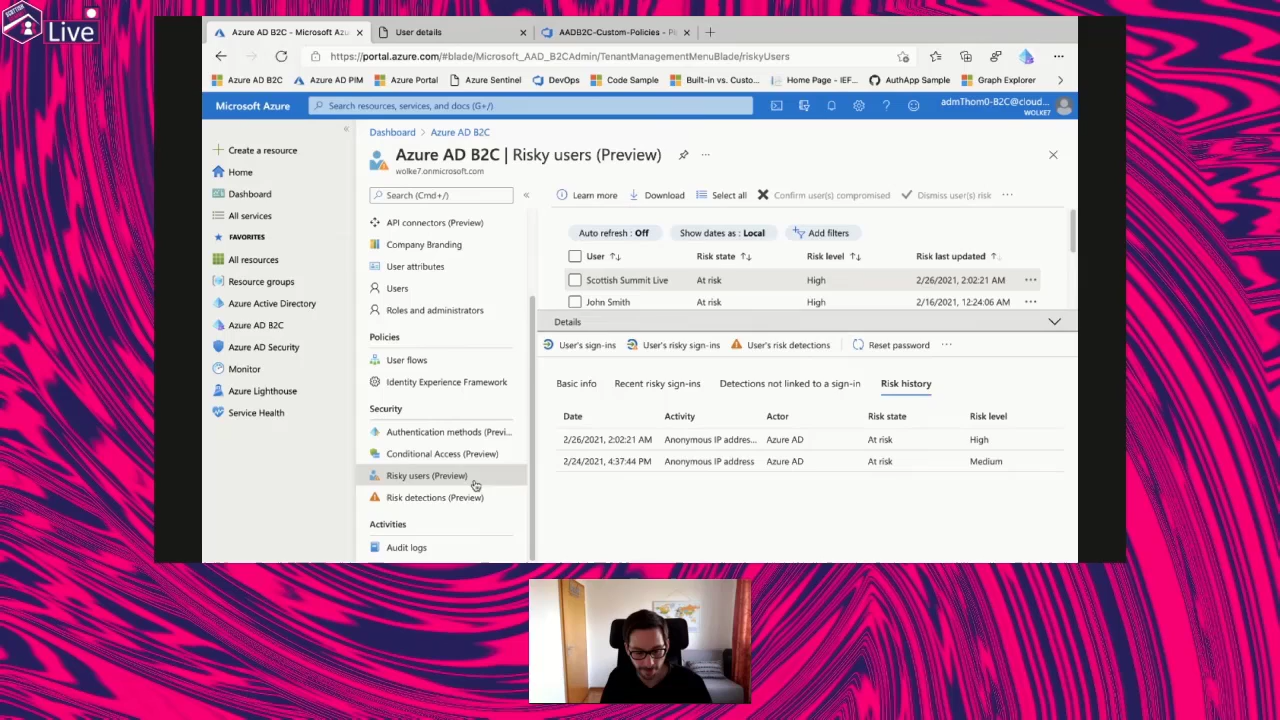 Live
Azure AD B2C - Microsoft Azu
User details
AADB2C-Custom-Policies - Pi
https://portal.azure.com/#blade/Microsoft_AAD_B2CAdmin/TenantManagementMenuBlade/riskyUsers
Azure AD B2C
Azure AD PIM
Azure Portal
Azure Sentinel
DevOps
Code Sample
Built-in vs. Custo...
Home Page - IEF...
AuthApp Sample
Graph Explorer
Microsoft Azure
Search resources, services, and docs (G+/)
admThom0-B2C@cloud...
WOLKE7
Create a resource
Home
Dashboard
All services
FAVORITES
All resources
Resource groups
Azure Active Directory
Azure AD B2C
Azure AD Security
Monitor
Azure Lighthouse
Service Health
Dashboard > Azure AD B2C
Azure AD B2C | Risky users (Preview)
wolke7.onmicrosoft.com
Search (Cmd+/)
API connectors (Preview)
Company Branding
User attributes
Users
Roles and administrators
Policies
User flows
Identity Experience Framework
Security
Authentication methods (Previ...
Conditional Access (Preview)
Risky users (Preview)
Risk detections (Preview)
Activities
Audit logs
Learn more
Download
Select all
Confirm user(s) compromised
Dismiss user(s) risk
Auto refresh : Off
Show dates as : Local
Add filters
User Risk state Risk level Risk last updated
Scottish Summit Live At risk High 2/26/2021, 2:02:21 AM
John Smith At risk High 2/16/2021, 12:24:06 AM
Details
User's sign-ins
User's risky sign-ins
User's risk detections
Reset password
Basic info
Recent risky sign-ins
Detections not linked to a sign-in
Risk history
Date Activity Actor Risk state Risk level
2/26/2021, 2:02:21 AM Anonymous IP addres... Azure AD At risk High
2/24/2021, 4:37:44 PM Anonymous IP address Azure AD At risk Medium